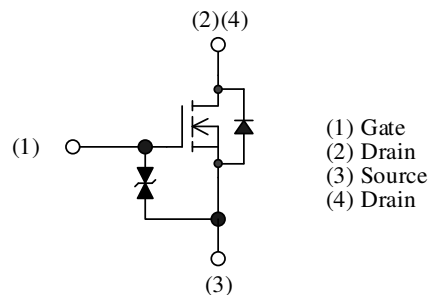 (2)(4)
(1)
(1) Gate
(2) Drain
(3) Source
(4) Drain
(3)